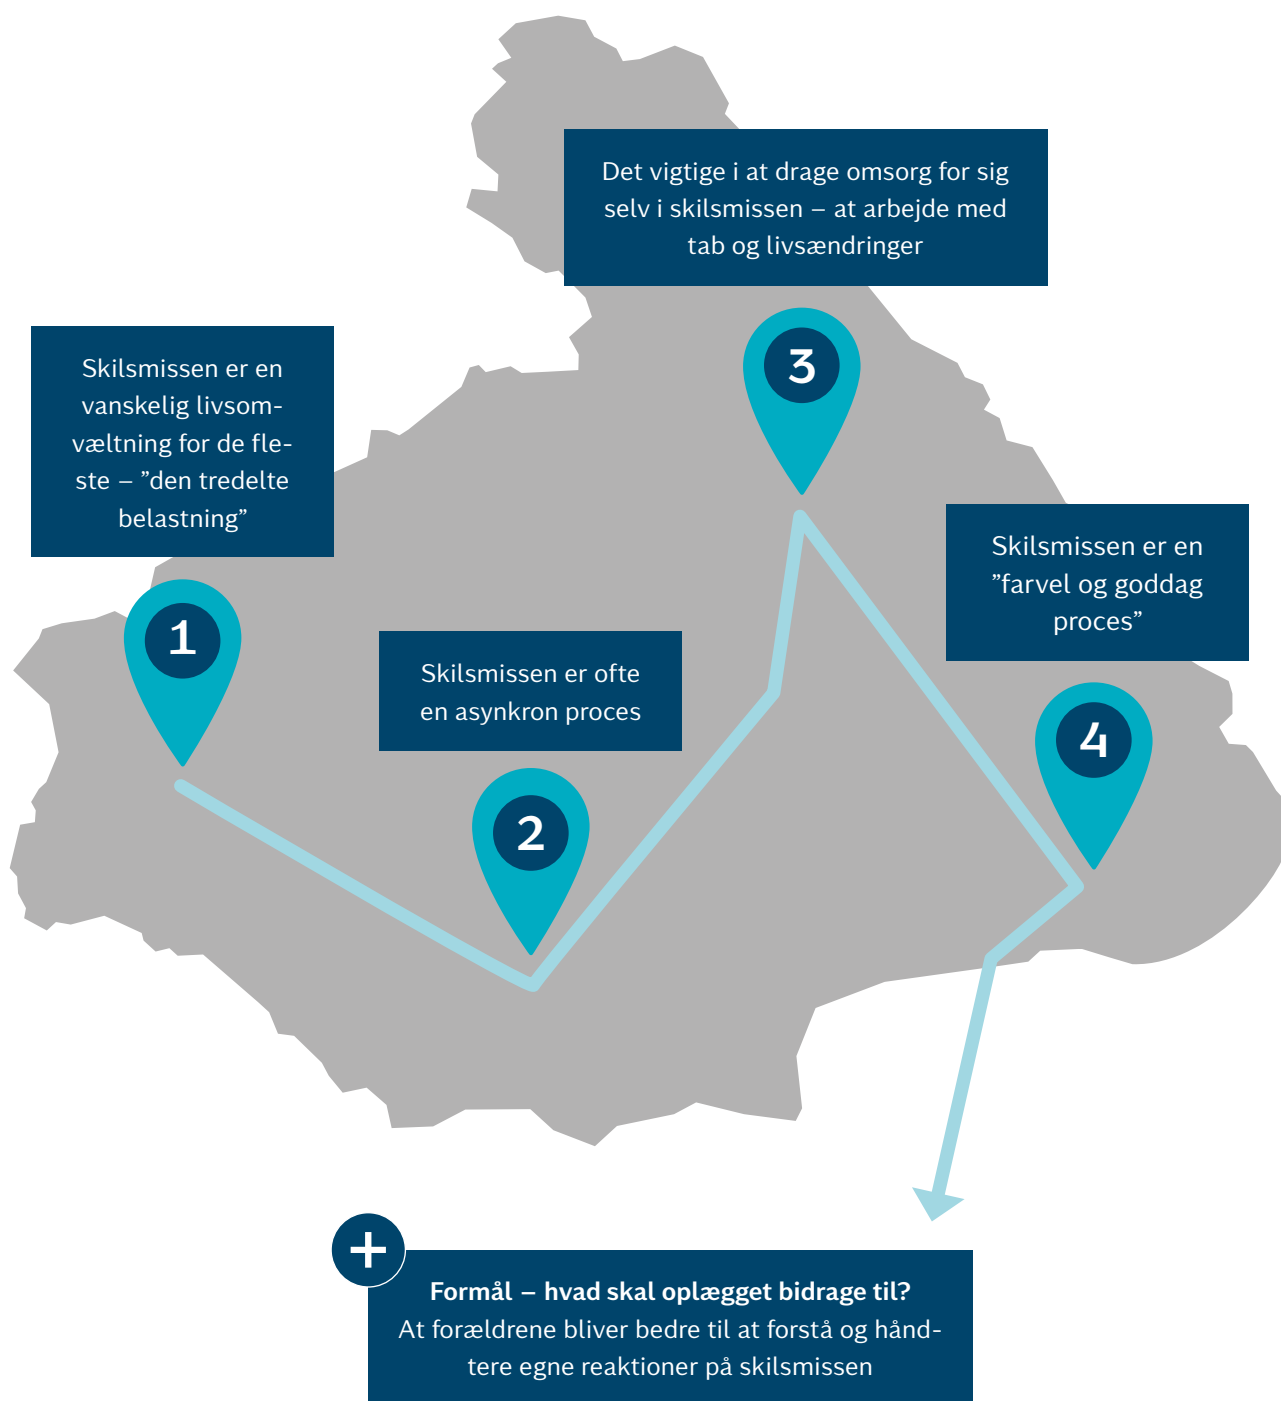 Skilsmissen er en
vanskelig livsom-
væltning for de fle-
ste – ”den tredelte
belastning”
1
Skilsmissen er ofte
en asynkron proces
2
Det vigtige i at drage omsorg for sig
selv i skilsmissen – at arbejde med
tab og livsændringer
3
Skilsmissen er en
”farvel og goddag
proces”
4
+
Formål – hvad skal oplægget bidrage til?
At forældrene bliver bedre til at forstå og hånd-
tere egne reaktioner på skilsmissen